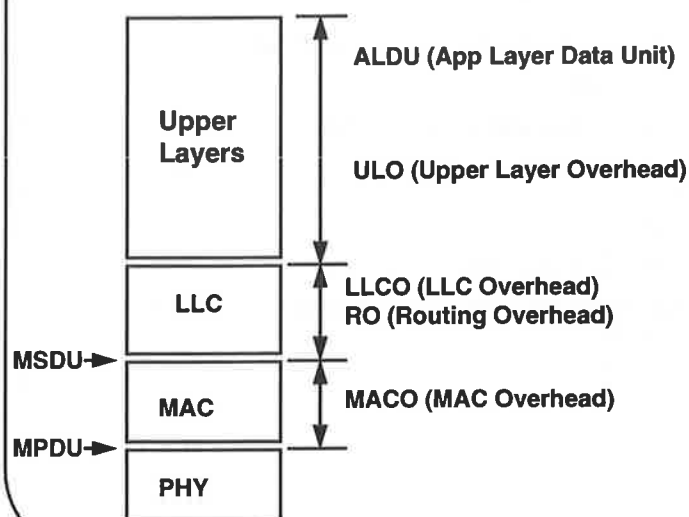 ALDU (App Layer Data Unit)
Upper
Layers
ULO (Upper Layer Overhead)
LLC
LLCO (LLC Overhead)
RO (Routing Overhead)
MSDU
MAC
MACO (MAC Overhead)
MPDU
PHY